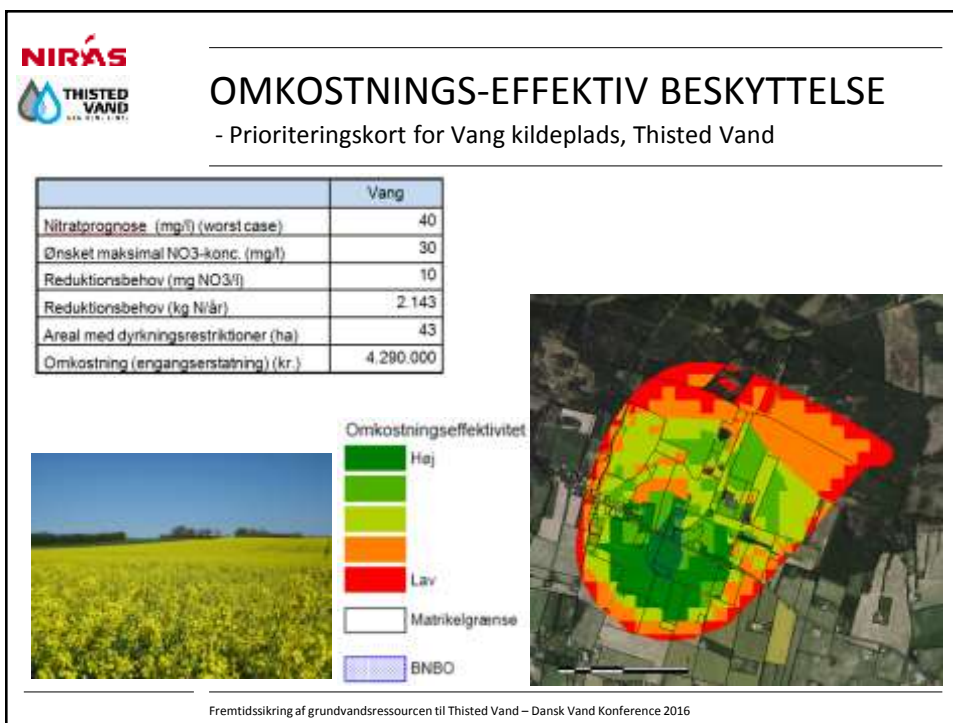 NIRAS
THISTED
VAND
OMKOSTNINGS-EFFEKTIV BESKYTTELSE
- Prioriteringskort for Vang kildeplads, Thisted Vand
Vang
Nitratprognose (mg/l) (worst case) 40
Ønsket maksimal NO3-konc. (mg/l) 30
Reduktionsbehov (mg NO3/l) 10
Reduktionsbehov (kg N/år) 2.143
Areal med dyrkningsrestriktioner (ha) 43
Omkostning (engangserstatning) (kr.) 4.290.000
Omkostningseffektivitet
Høj
Lav
Matrikelgrænse
BNBO
Fremtidssikring af grundvandsressourcen til Thisted Vand – Dansk Vand Konference 2016